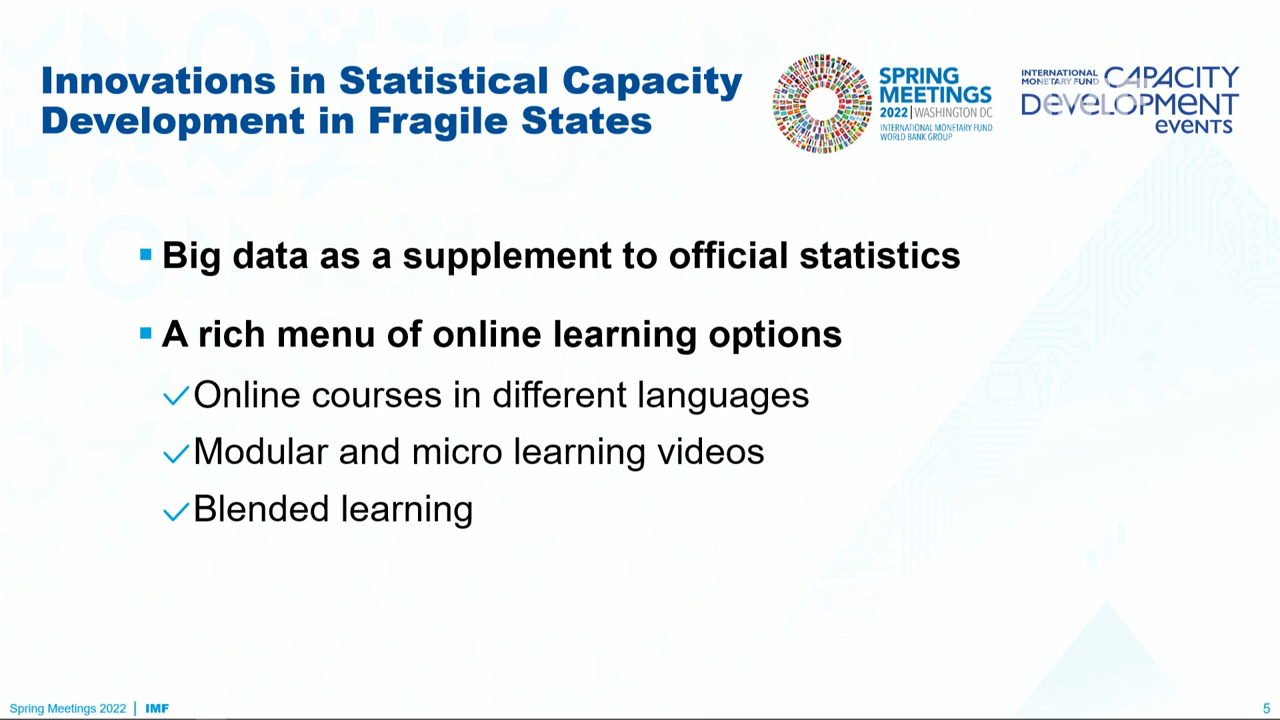 Innovations in Statistical Capacity
Development in Fragile States
SPRING
MEETINGS
2022 | WASHINGTON DC
INTERNATIONAL MONETARY FUND
WORLD BANK GROUP
INTERNATIONAL
MONETARY FUND CAPACITY
DEVELOPMENT
events
Big data as a supplement to official statistics
A rich menu of online learning options
Online courses in different languages
Modular and micro learning videos
Blended learning
Spring Meetings 2022 | IMF
5